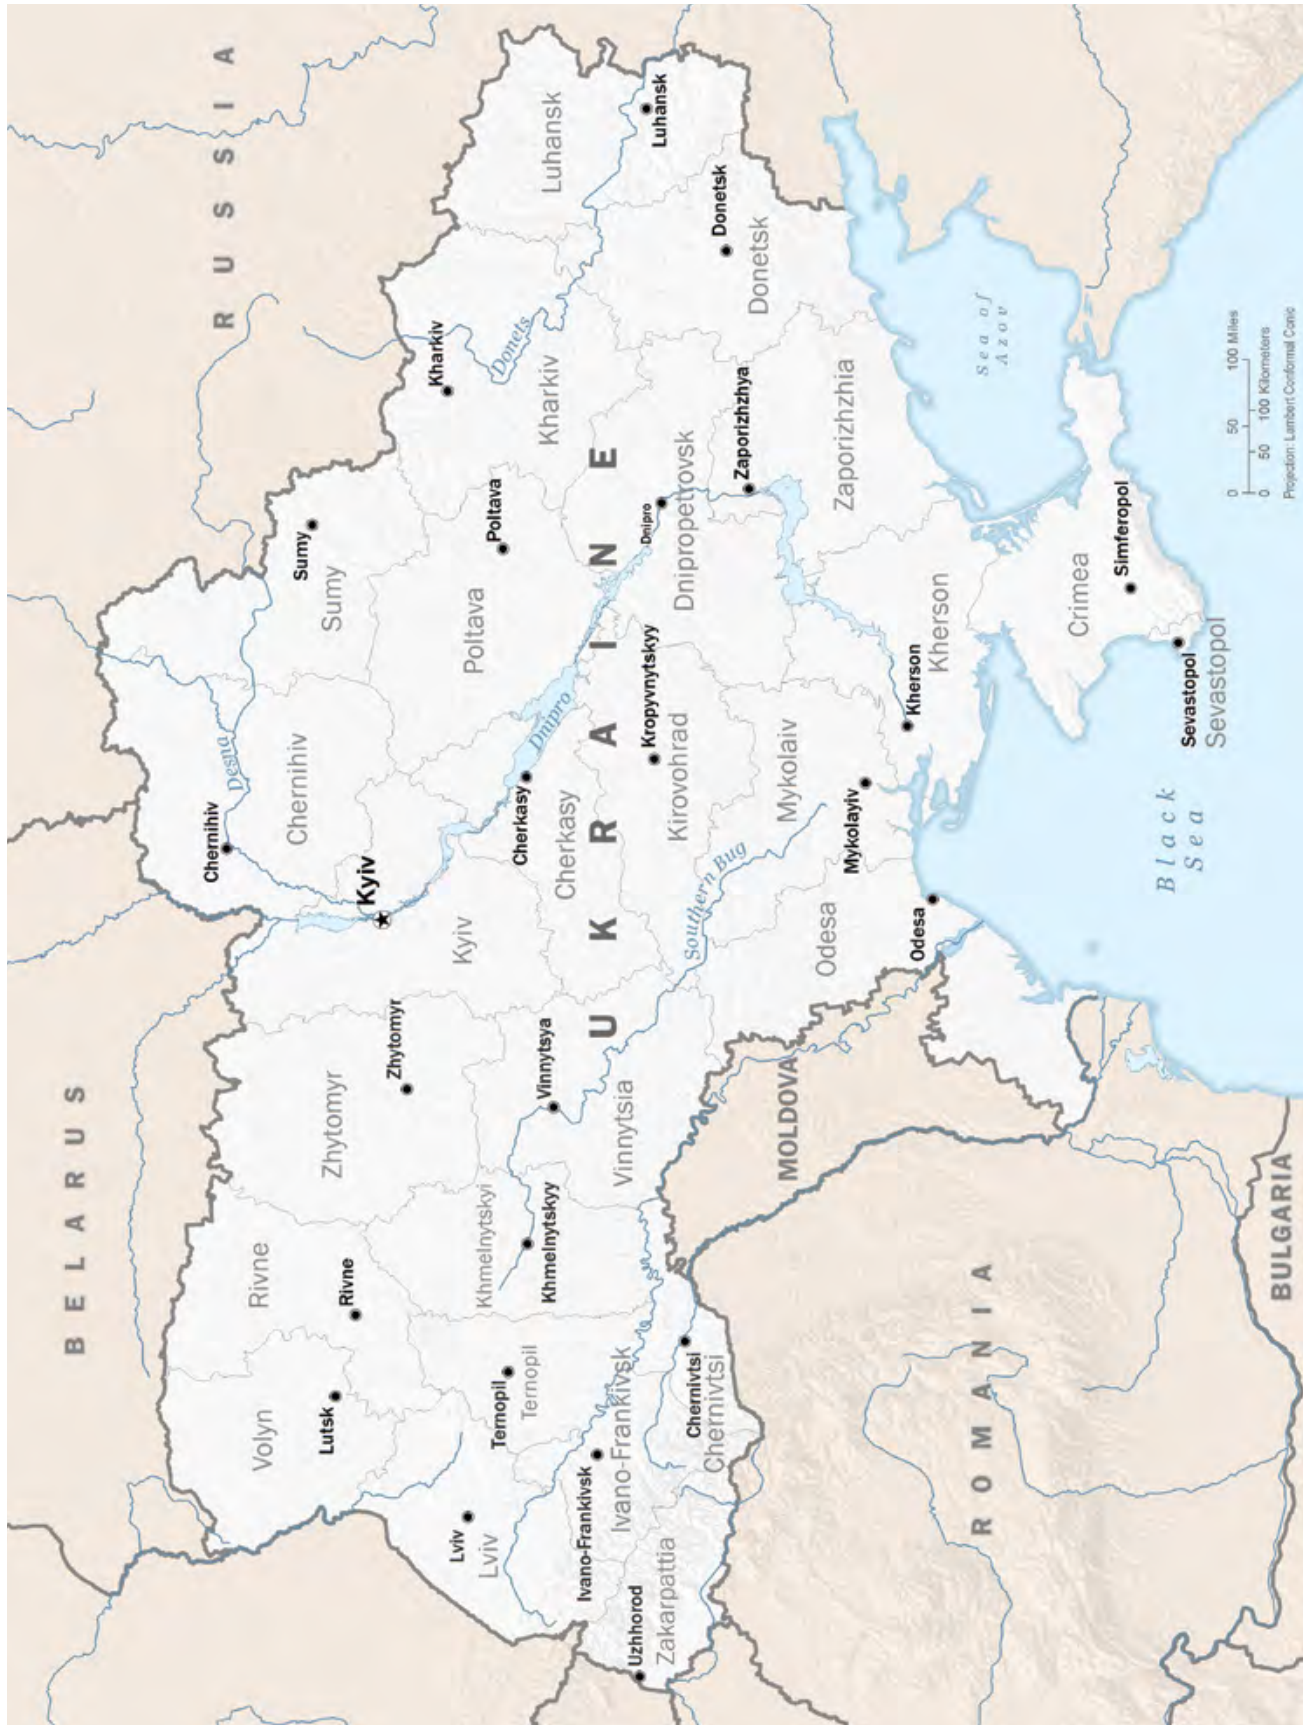 RUSSIA
BELARUS
Chernihiv
Desna
Chernihiv
Sumy
Sumy
Volyn
Rivne
Zhytomyr
Lutsk
Rivne
Zhytomyr
Kyiv
Kyiv
Kharkiv
Donets
Kharkiv
Luhansk
Luhansk
Poltava
Poltava
Lviv
Lviv
Ternopil
Ternopil
Khmelnytskyi
Khmelnytskyy
Vinnytsya
Vinnytsia
Cherkasy
Cherkasy
Dnipro
UKRAINE
Ivano-Frankivsk
Ivano-Frankivsk
Uzhhorod
Zakarpattia
Chernivtsi
Chernivtsi
Kropyvnytskyy
Kirovohrad
Dnipro
Dnipropetrovsk
Donetsk
Donetsk
Zaporizhzhya
Zaporizhzhia
Southern Bug
MOLDOVA
Odesa
Odesa
Mykolaiv
Mykolayiv
Kherson
Kherson
Sea of
Azov
ROMANIA
Crimea
Simferopol
Sevastopol
Sevastopol
Black
Sea
BULGARIA
0 50 100 Miles
0 50 100 Kilometers
Projection: Lambert Conformal Conic